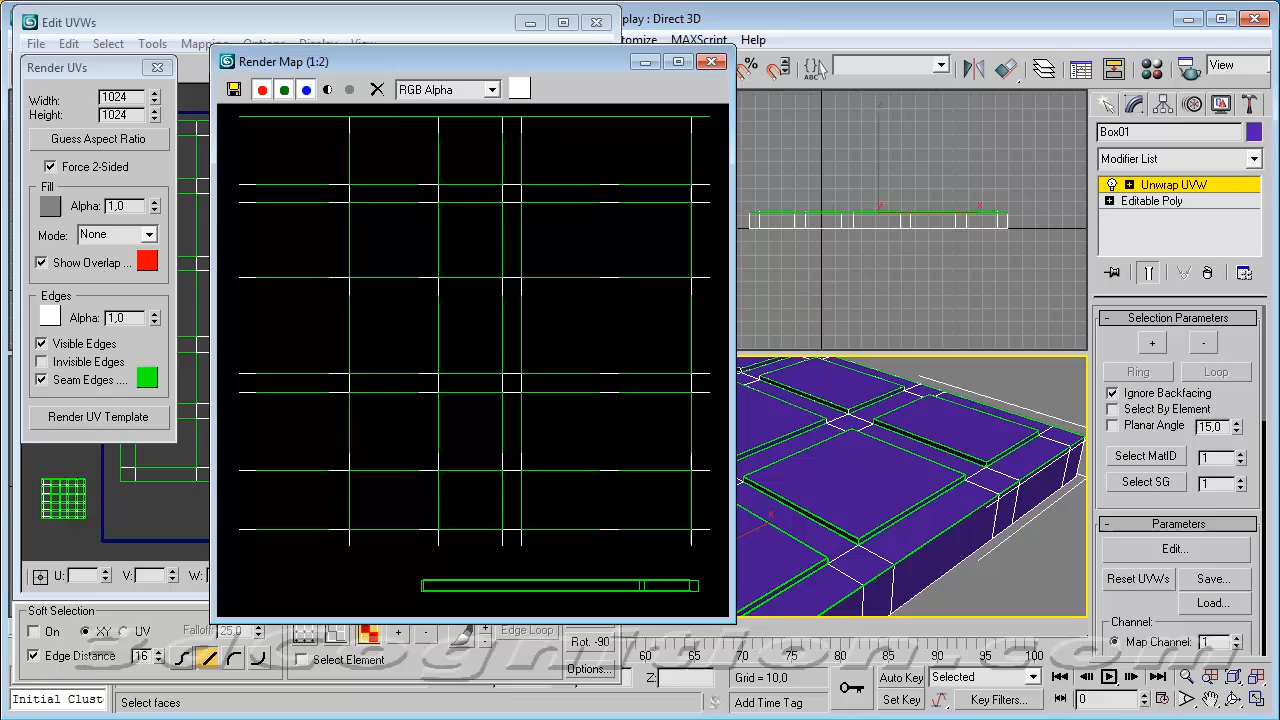 Edit UVWs
play : Direct 3D
File Edit Select Tools Mapping Options Display View
tomize MAXScript Help
Render UVs
Render Map (1:2)
Width: 1024
Height: 1024
Guess Aspect Ratio
Force 2-Sided
Fill
Alpha: 1,0
Mode: None
Show Overlap ...
Edges
Alpha: 1,0
Visible Edges
Invisible Edges
Seam Edges ....
Render UV Template
RGB Alpha
ABC
View
Box01
Modifier List
Unwrap UVW
Editable Poly
y x
x
Selection Parameters
+ -
Ring Loop
Ignore Backfacing
Select By Element
Planar Angle 15,0
Select MatID 1
Select SG 1
Parameters
Edit...
Reset UVWs Save...
Load...
Channel:
Map Channel: 1
U: V: W:
Soft Selection
On XY UV Falloff: 25,0
Edge Distance 16
+ -
Edge Loop
Select Element
Rot. -90
Options...
60 65 70 75 80 85 90 95 100
Z: Grid = 10,0
Auto Key Selected
Set Key Key Filters...
0
Initial Clust
Select faces
Add Time Tag